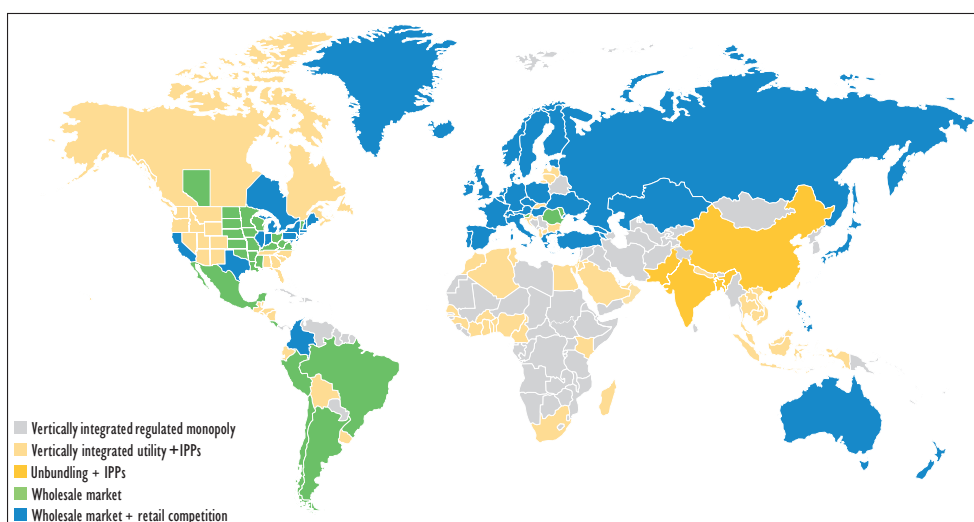 Vertically integrated regulated monopoly
Vertically integrated utility +IPPs
Unbundling + IPPs
Wholesale market
Wholesale market + retail competition